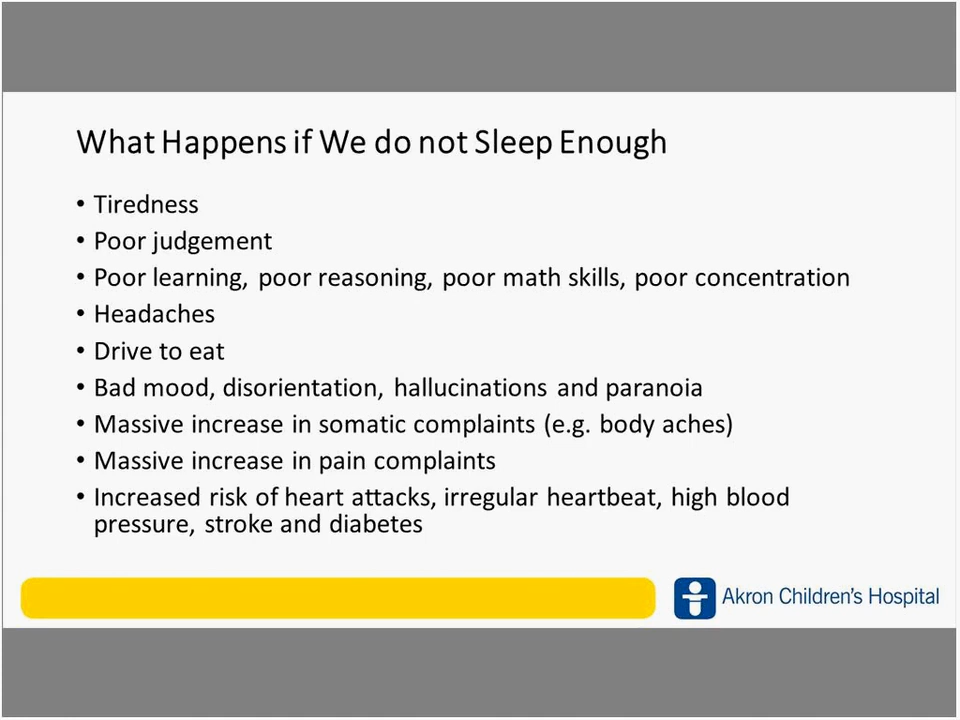 What Happens if We do not Sleep Enough
• Tiredness
• Poor judgement
• Poor learning, poor reasoning, poor math skills, poor concentration
• Headaches
• Drive to eat
• Bad mood, disorientation, hallucinations and paranoia
• Massive increase in somatic complaints (e.g. body aches)
• Massive increase in pain complaints
• Increased risk of heart attacks, irregular heartbeat, high blood
pressure, stroke and diabetes
Akron Children's Hospital